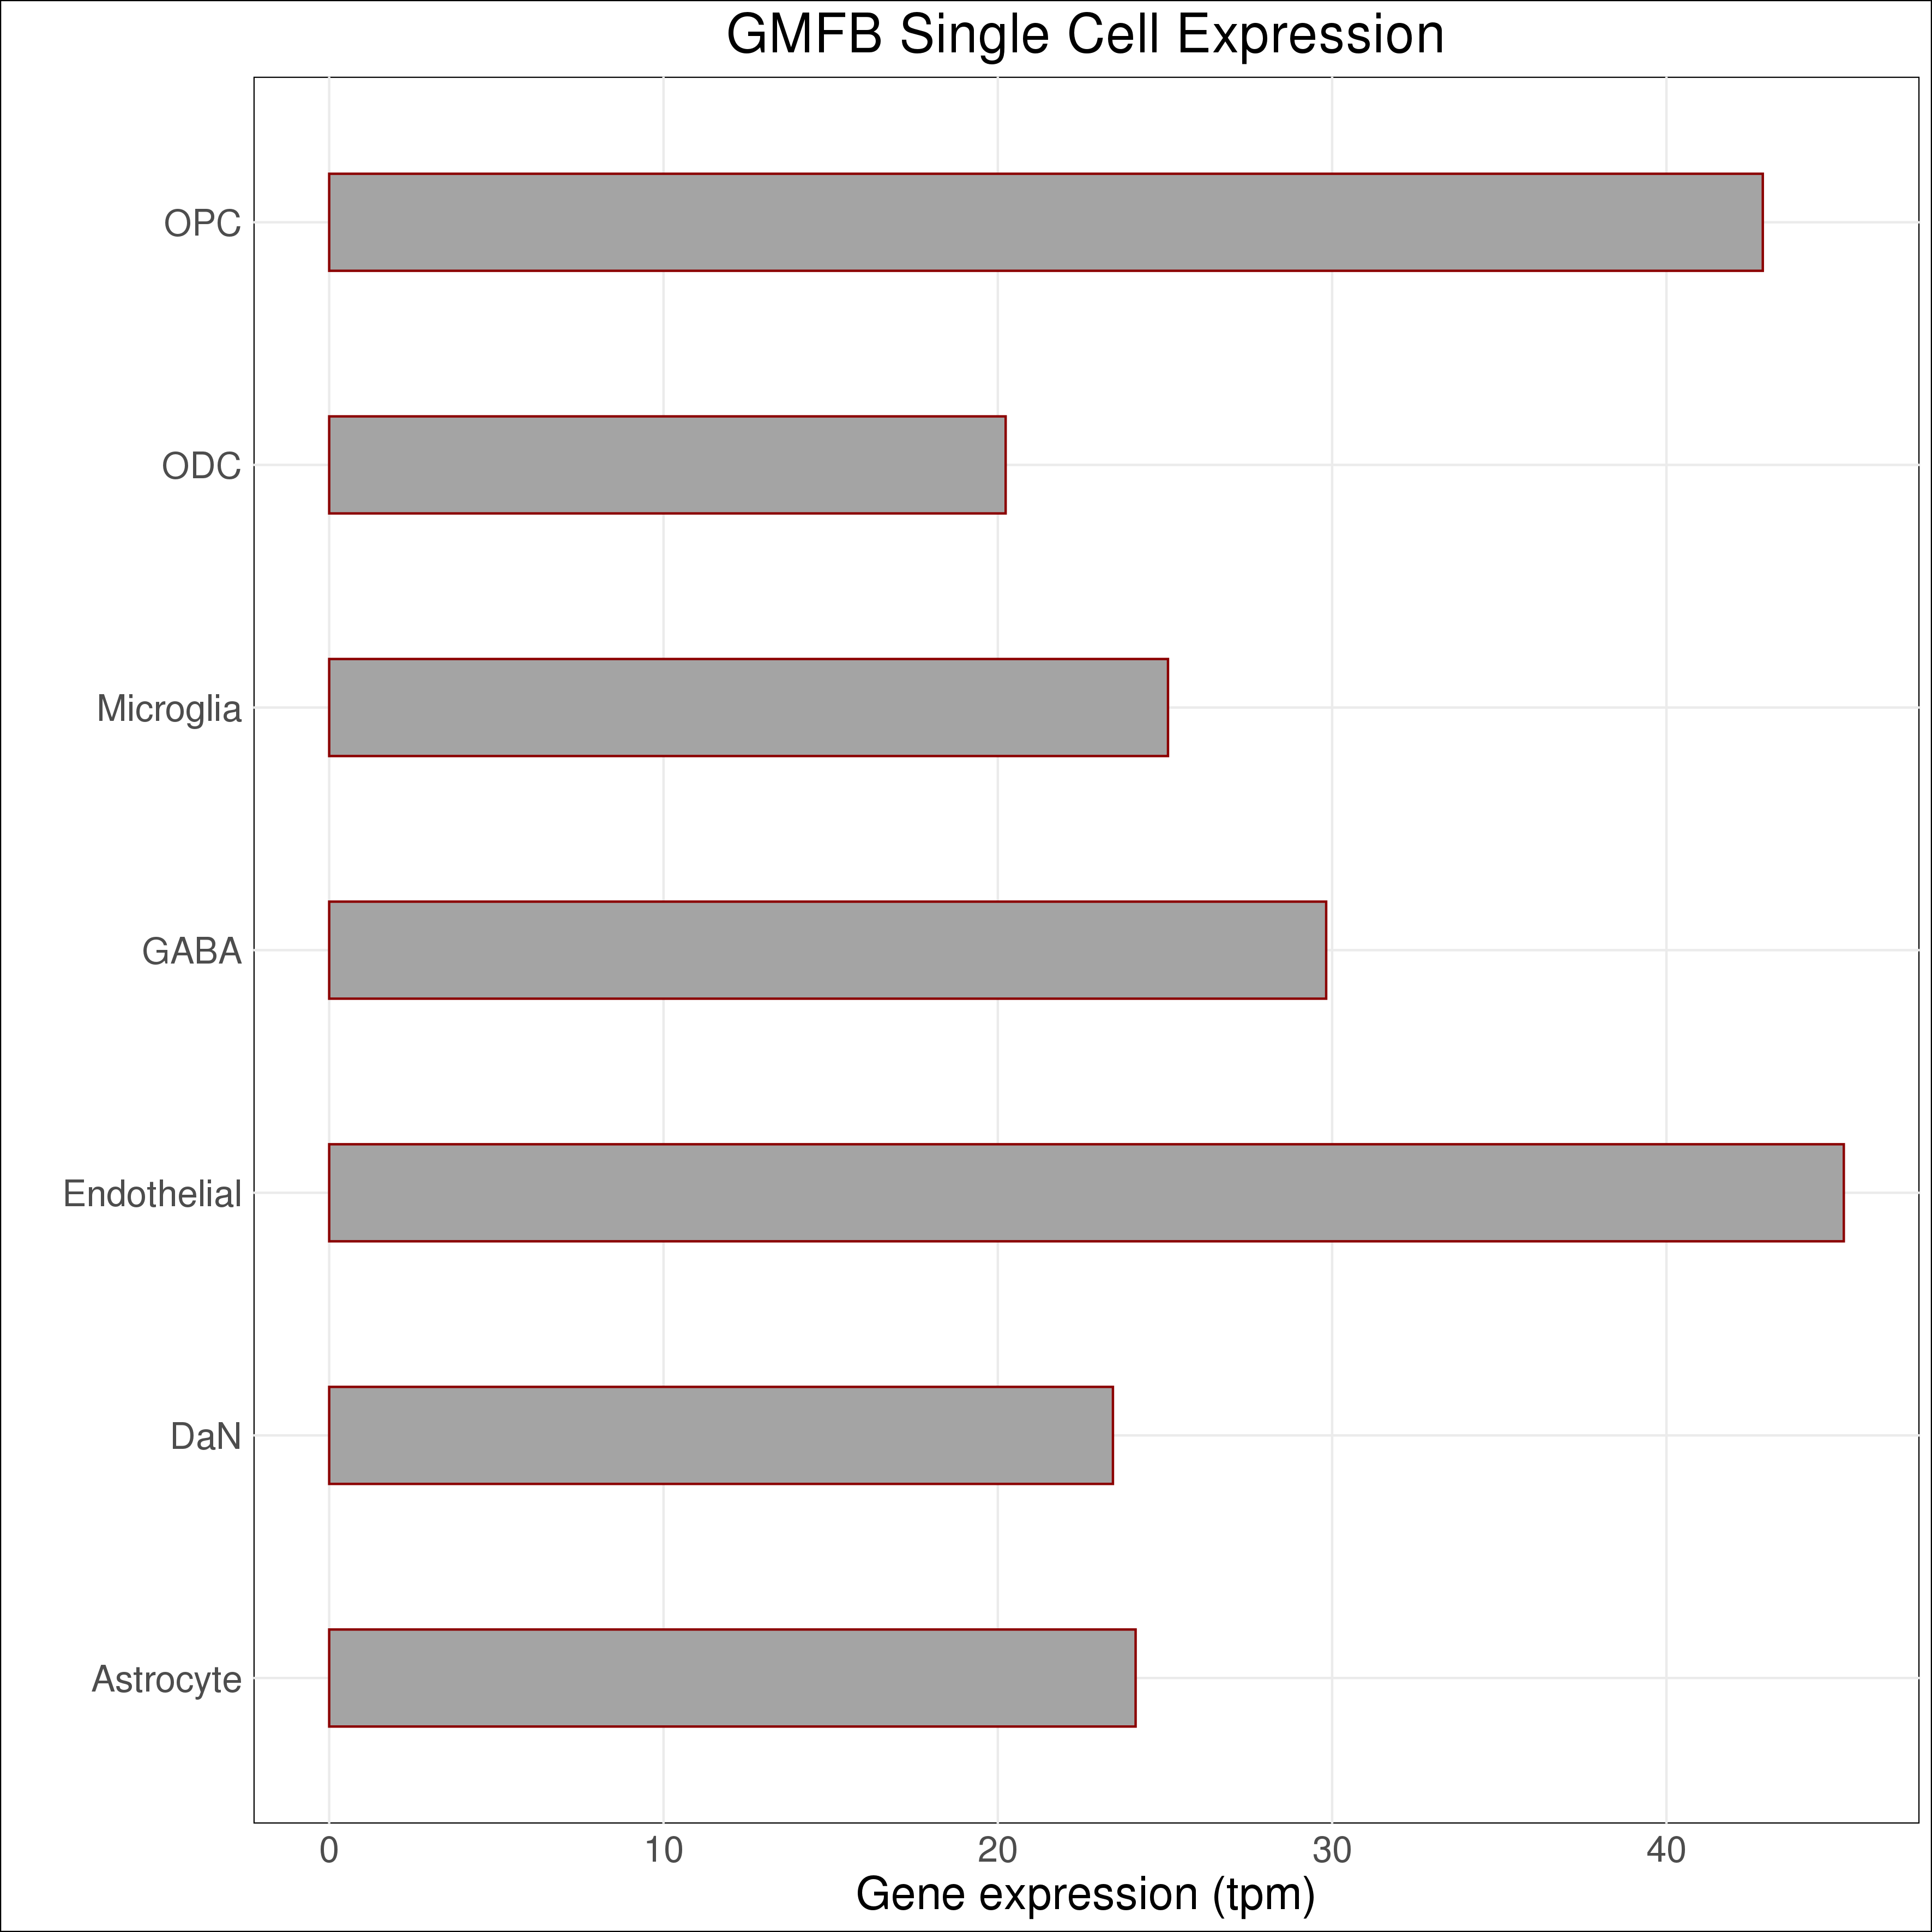 GMFB Single Cell Expression
OPC
ODC
Microglia
GABA
Endothelial
DaN
Astrocyte
0 10 20 30 40
Gene expression (tpm)